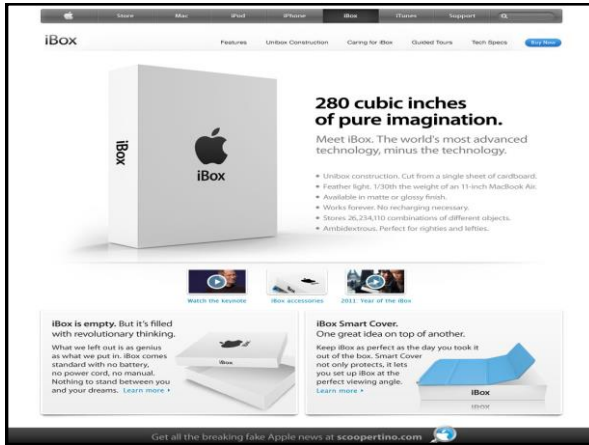 Store Mac iPod iPhone iBox iTunes Support
iBox
Features Unibox Construction Caring for iBox Guided Tours Tech Specs Buy Now
280 cubic inches
of pure imagination.
Meet iBox. The world's most advanced
technology, minus the technology.
• Unibox construction. Cut from a single sheet of cardboard.
• Feather light. 1/30th the weight of an 11-inch MacBook Air.
• Available in matte or glossy finish.
• Works forever. No recharging necessary.
• Stores 26,234,110 combinations of different objects.
• Ambidextrous. Perfect for righties and lefties.
iBox
iBox
Watch the keynote iBox accessories 2011: Year of the iBox
iBox is empty. But it's filled
with revolutionary thinking.
What we left out is as genius
as what we put in. iBox comes
standard with no battery,
no power cord, no manual.
Nothing to stand between you
and your dreams. Learn more
iBox
iBox Smart Cover.
One great idea on top of another.
Keep iBox as perfect as the day you took it
out of the box. Smart Cover
not only protects, it lets
you set up iBox at the
perfect viewing angle.
Learn more
iBox
Get all the breaking fake Apple news at scoopertino.com